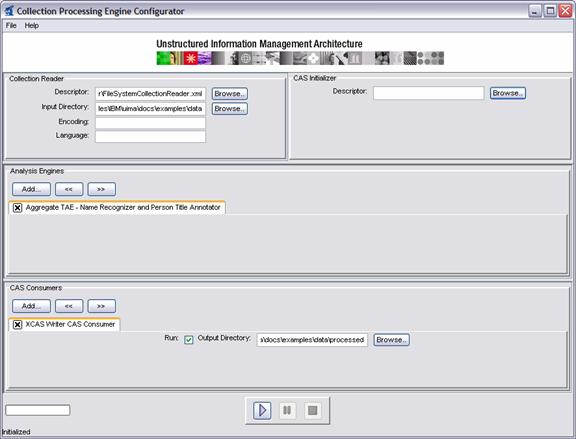 Collection Processing Engine Configurator
File Help
Unstructured Information Management Architecture
Collection Reader
Descriptor: r\FileSystemCollectionReader.xml Browse..
Input Directory: les\IBM\uima\docs\examples\data Browse..
Encoding:
Language:
CAS Initializer
Descriptor: Browse..
Analysis Engines
Add... << >>
Aggregate TAE - Name Recognizer and Person Title Annotator
CAS Consumers
Add... << >>
XCAS Writer CAS Consumer
Run: Output Directory: s\docs\examples\data\processed Browse..
Initialized